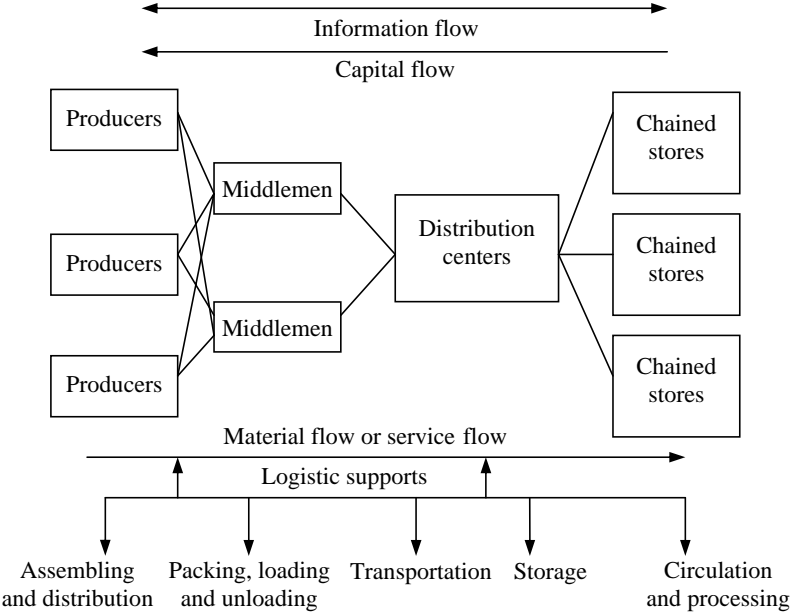 Information flow
Capital flow
Producers
Chained
stores
Middlemen
Distribution
centers
Producers
Chained
stores
Middlemen
Producers
Chained
stores
Material flow or service flow
Logistic supports
Assembling
and distribution
Packing, loading
and unloading
Transportation
Storage
Circulation
and processing